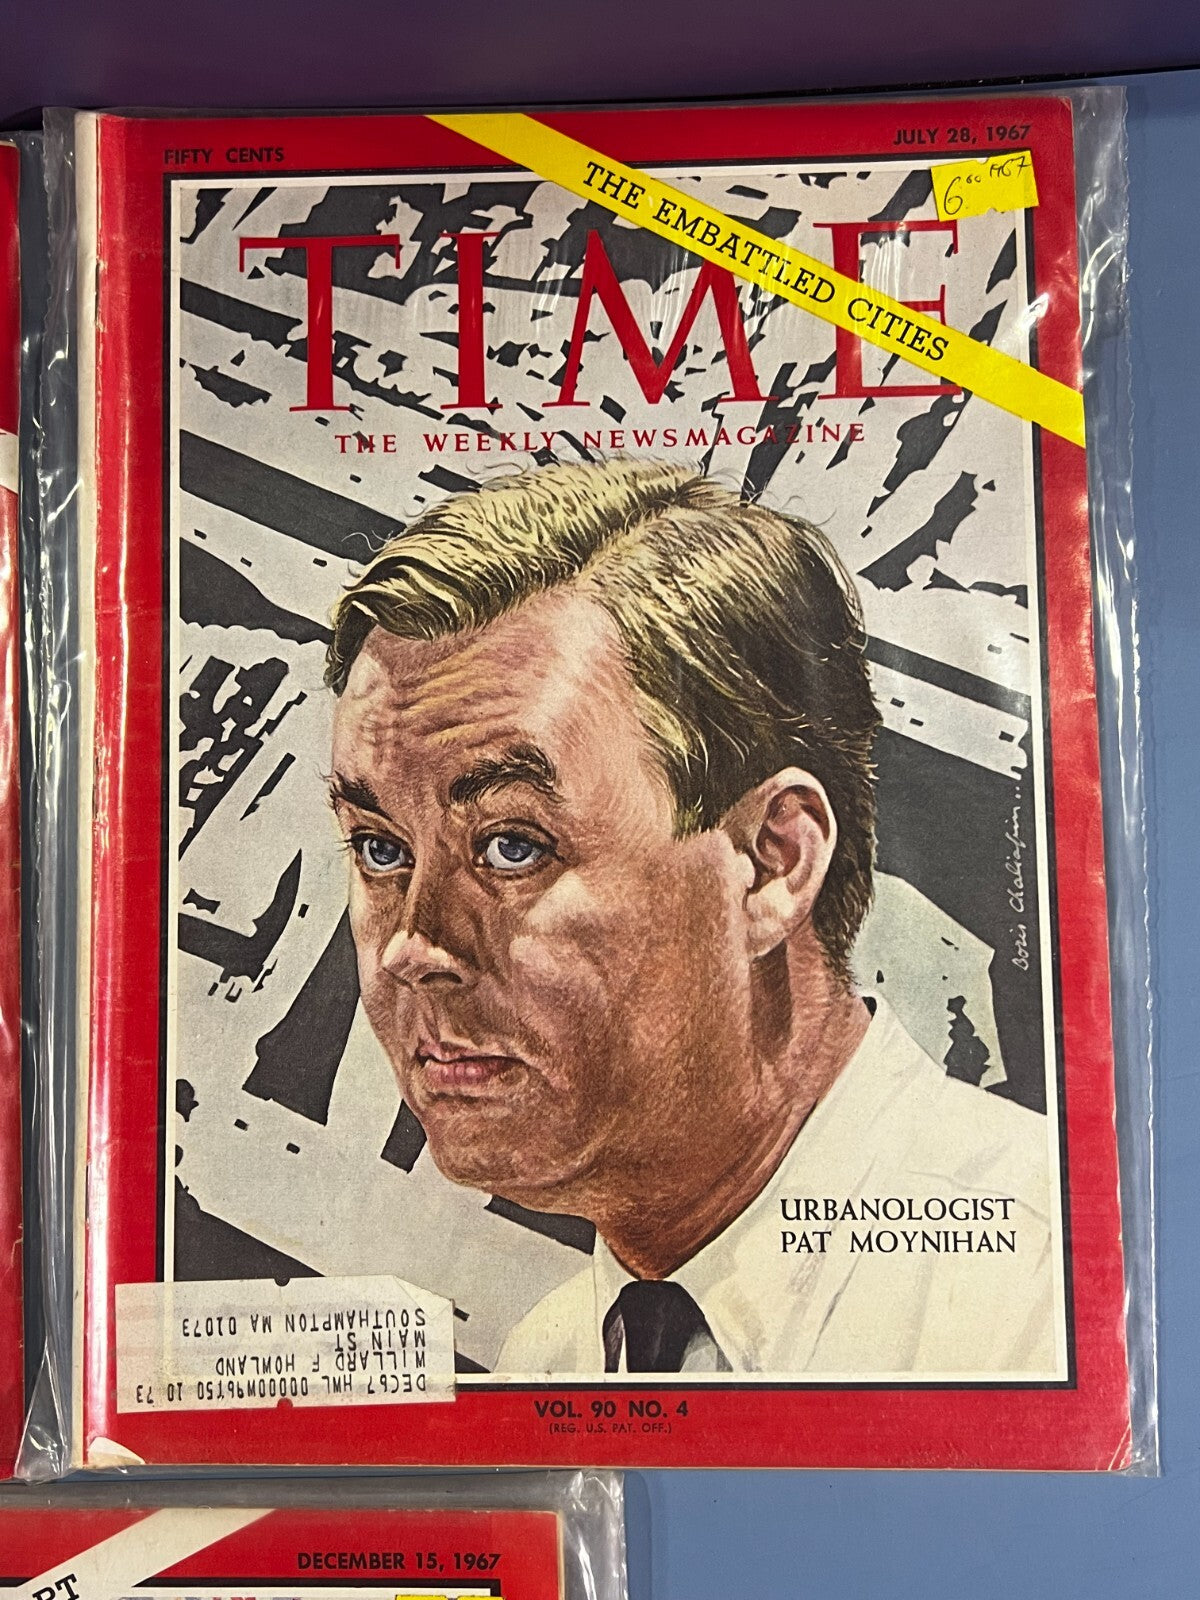 FIFTY CENTS
JULY 28, 1967
6.00 1967
THE EMBATTLED CITIES
TIME
THE WEEKLY NEWSMAGAZINE
Boris Chaliapin...
URBANOLOGIST
PAT MOYNIHAN
DEC67 HWL 00000W96T50 10 73
WILLARD F HOWLAND
MAIN ST
SOUTHAMPTON MA 01073
VOL. 90 NO. 4
(REG. U.S. PAT. OFF.)
DECEMBER 15, 1967